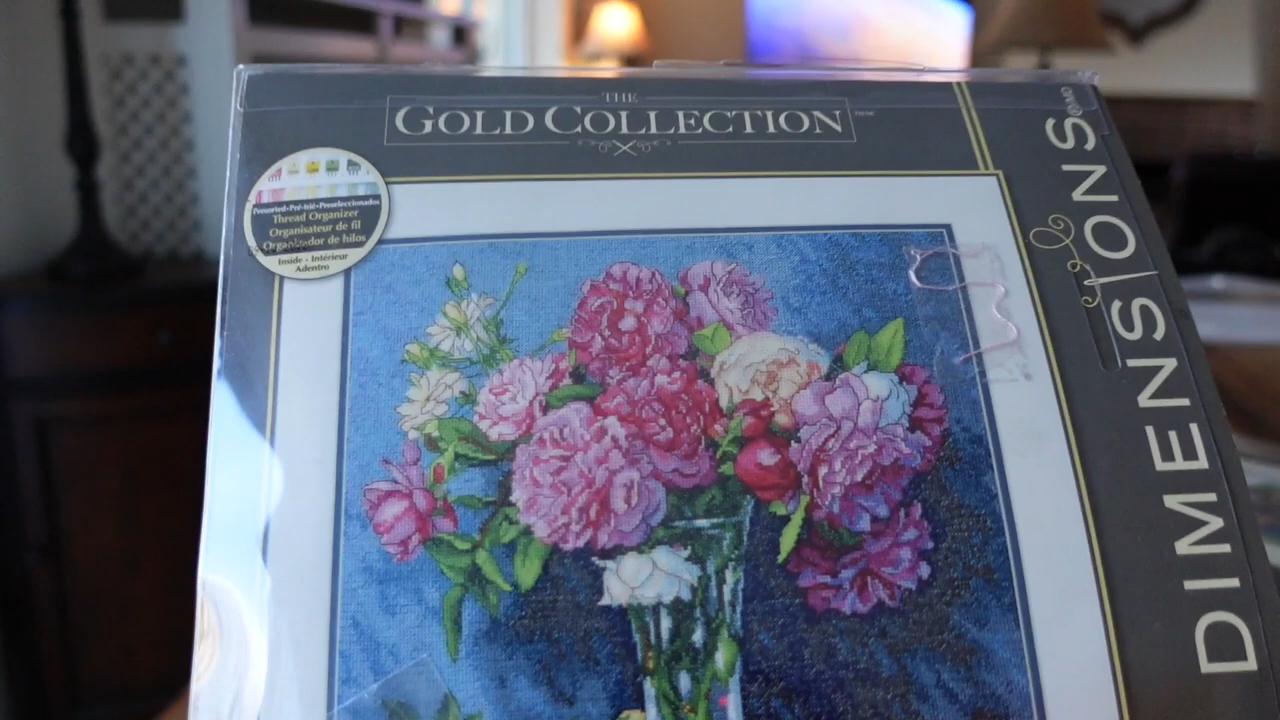 THE
GOLD COLLECTION
Presorted•Pré-trié•Preseleccionados
Thread Organizer
Organisateur de fil
Organizador de hilos
Inside - Intérieur
Adentro
DIMENSIONS